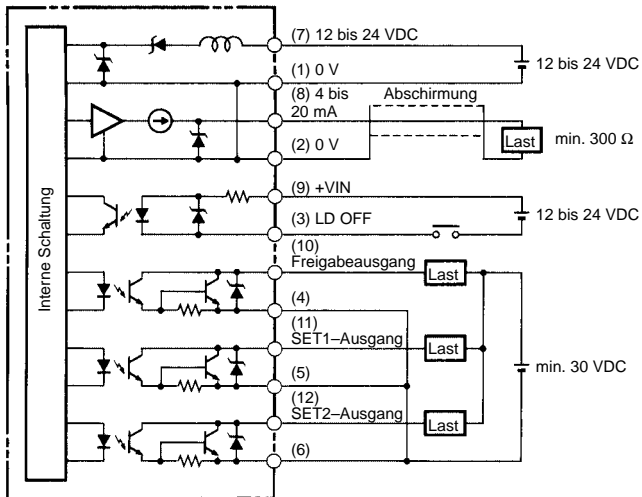 (7) 12 bis 24 VDC
12 bis 24 VDC
(1) 0 V
(8) 4 bis
20 mA
Abschirmung
Last
min. 300 Ω
(2) 0 V
(9) +VIN
12 bis 24 VDC
(3) LD OFF
(10)
Freigabeausgang
Last
(4)
(11)
SET1–Ausgang
Last
min. 30 VDC
(5)
(12)
SET2–Ausgang
Last
(6)
Interne Schaltung